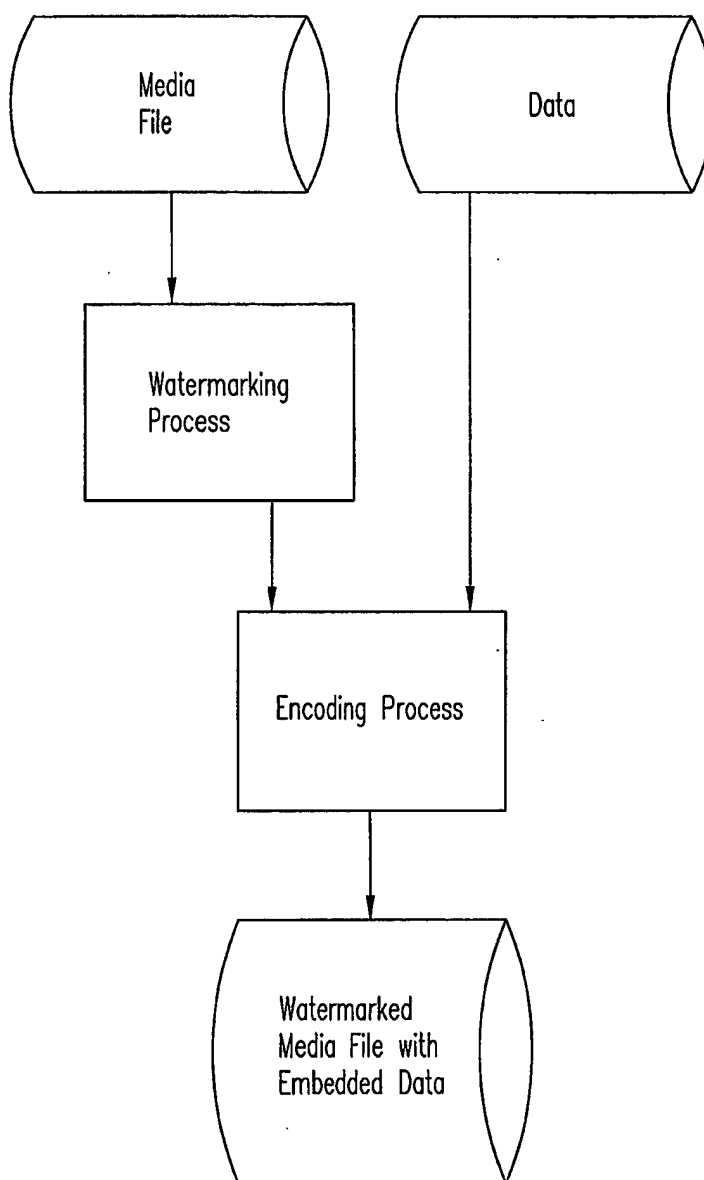 Media
File
Data
Watermarking
Process
Encoding Process
Watermarked
Media File with
Embedded Data